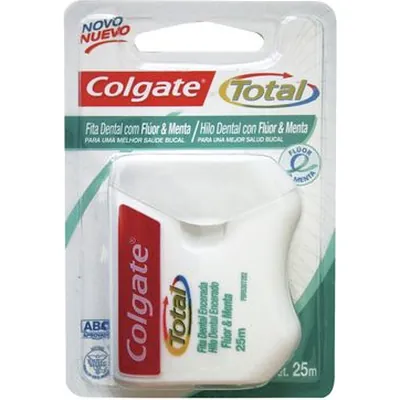 NOVO
NUEVO
Colgate® Total
Fita Dental com Flúor & Menta / Hilo Dental con Flúor & Menta
PARA UMA MELHOR SAÚDE BUCAL PARA UNA MEJOR SALUD BUCAL
FLÚOR
MENTA
Colgate®
Total
Fita Dental Encerada
Hilo Dental Encerado
Flúor & Menta
25m
ABO
t. 25m